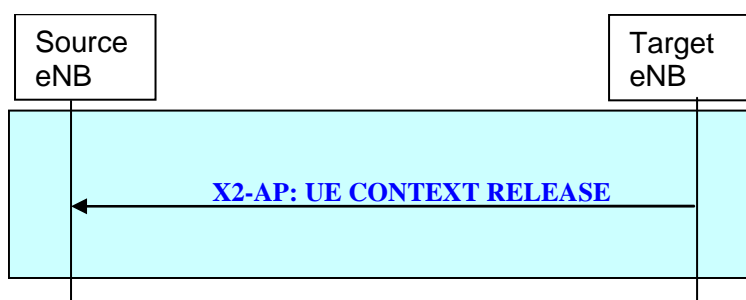 Source
eNB
Target
eNB
X2-AP: UE CONTEXT RELEASE